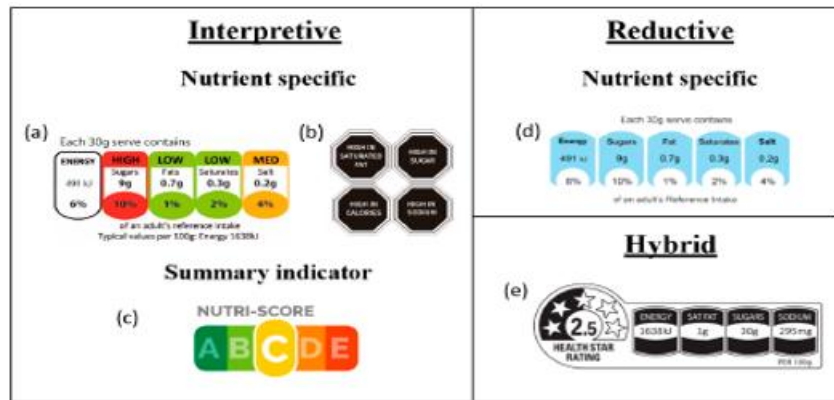 Interpretive
Nutrient specific
(a)
Each 30g serve contains
ENERGY HIGH LOW LOW MED
Sugars Fats Saturates Salt
491 kJ 9g 0.7g 0.3g 0.2g
6% 10% 1% 2% 4%
of an adult's reference intake
Typical values per 100g: Energy 1638kJ
(b)
HIGH IN SATURATED FAT
HIGH IN SUGAR
HIGH IN CALORIES
HIGH IN SODIUM
Summary indicator
(c)
NUTRI-SCORE
A B C D E
Reductive
Nutrient specific
(d)
Each 30g serve contains
Energy Sugars Fat Saturates Salt
491 kJ 9g 0.7g 0.3g 0.2g
6% 10% 1% 2% 4%
of an adult's Reference Intake
Hybrid
(e)
2.5
HEALTH STAR
RATING
ENERGY SAT FAT SUGARS SODIUM
1638kJ 1g 30g 295mg
PER 100g